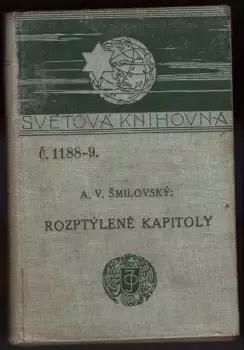 SVĚTOVÁ KNIHOVNA
Č. 1188-9.
A. V. ŠMILOVSKÝ:
ROZPTÝLENÉ KAPITOLY